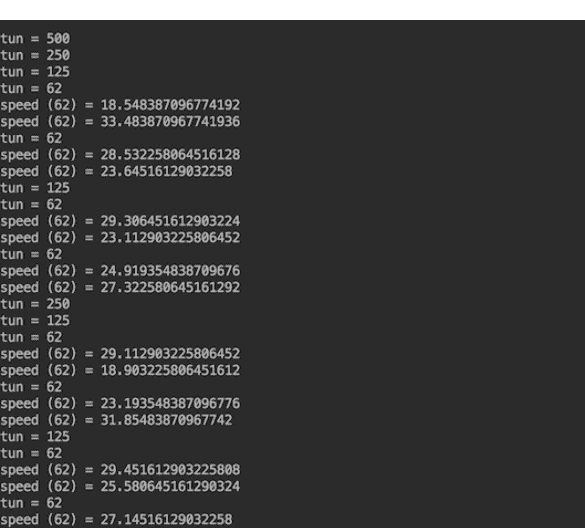 tun = 500
tun = 250
tun = 125
tun = 62
speed (62) = 18.548387096774192
speed (62) = 33.483870967741936
tun = 62
speed (62) = 28.532258064516128
speed (62) = 23.64516129032258
tun = 125
tun = 62
speed (62) = 29.306451612903224
speed (62) = 23.112903225806452
tun = 62
speed (62) = 24.919354838709676
speed (62) = 27.322580645161292
tun = 250
tun = 125
tun = 62
speed (62) = 29.112903225806452
speed (62) = 18.903225806451612
tun = 62
speed (62) = 23.193548387096776
speed (62) = 31.85483870967742
tun = 125
tun = 62
speed (62) = 29.451612903225808
speed (62) = 25.580645161290324
tun = 62
speed (62) = 27.14516129032258